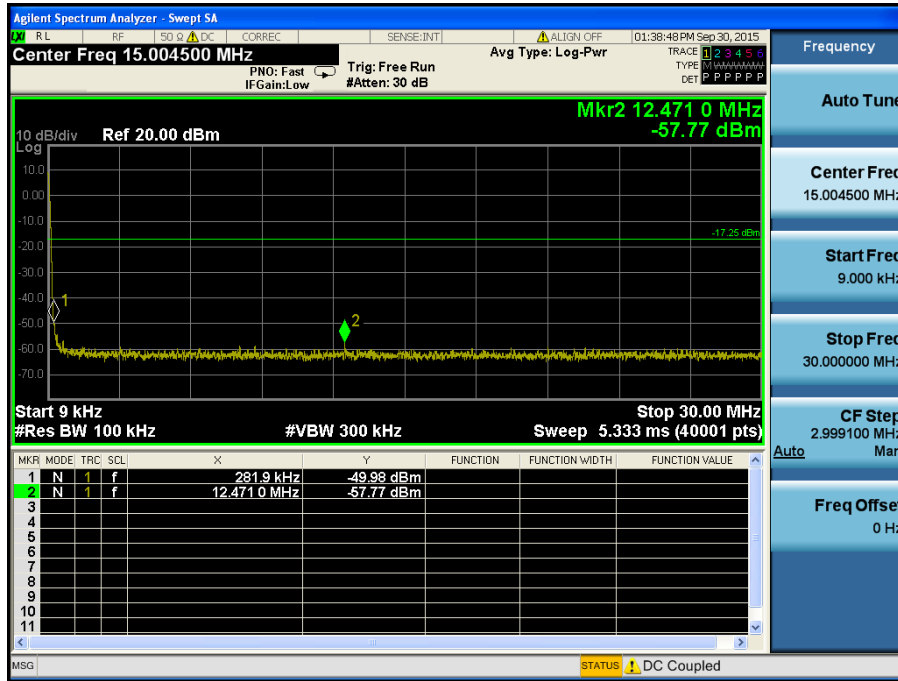 Agilent Spectrum Analyzer - Swept SA
LXI RL RF 50 Ω DC CORREC SENSE:INT ALIGN OFF 01:38:48 PM Sep 30, 2015
Center Freq 15.004500 MHz
PNO: Fast
IFGain:Low
Trig: Free Run
#Atten: 30 dB
Avg Type: Log-Pwr
TRACE 1 2 3 4 5 6
TYPE M WWWWW
DET P P P P P P
Mkr2 12.471 0 MHz
-57.77 dBm
10 dB/div Ref 20.00 dBm
Log
10.0
0.00
-10.0
-17.25 dBm
-20.0
-30.0
-40.0
1
-50.0
2
-60.0
-70.0
Start 9 kHz Stop 30.00 MHz
#Res BW 100 kHz #VBW 300 kHz Sweep 5.333 ms (40001 pts)
MKR MODE TRC SCL X Y FUNCTION FUNCTION WIDTH FUNCTION VALUE
1 N 1 f 281.9 kHz -49.98 dBm
2 N 1 f 12.471 0 MHz -57.77 dBm
3
4
5
6
7
8
9
10
11
MSG STATUS DC Coupled
Frequency
Auto Tune
Center Freq
15.004500 MHz
Start Freq
9.000 kHz
Stop Freq
30.000000 MHz
CF Step
2.999100 MHz
Auto Man
Freq Offset
0 Hz